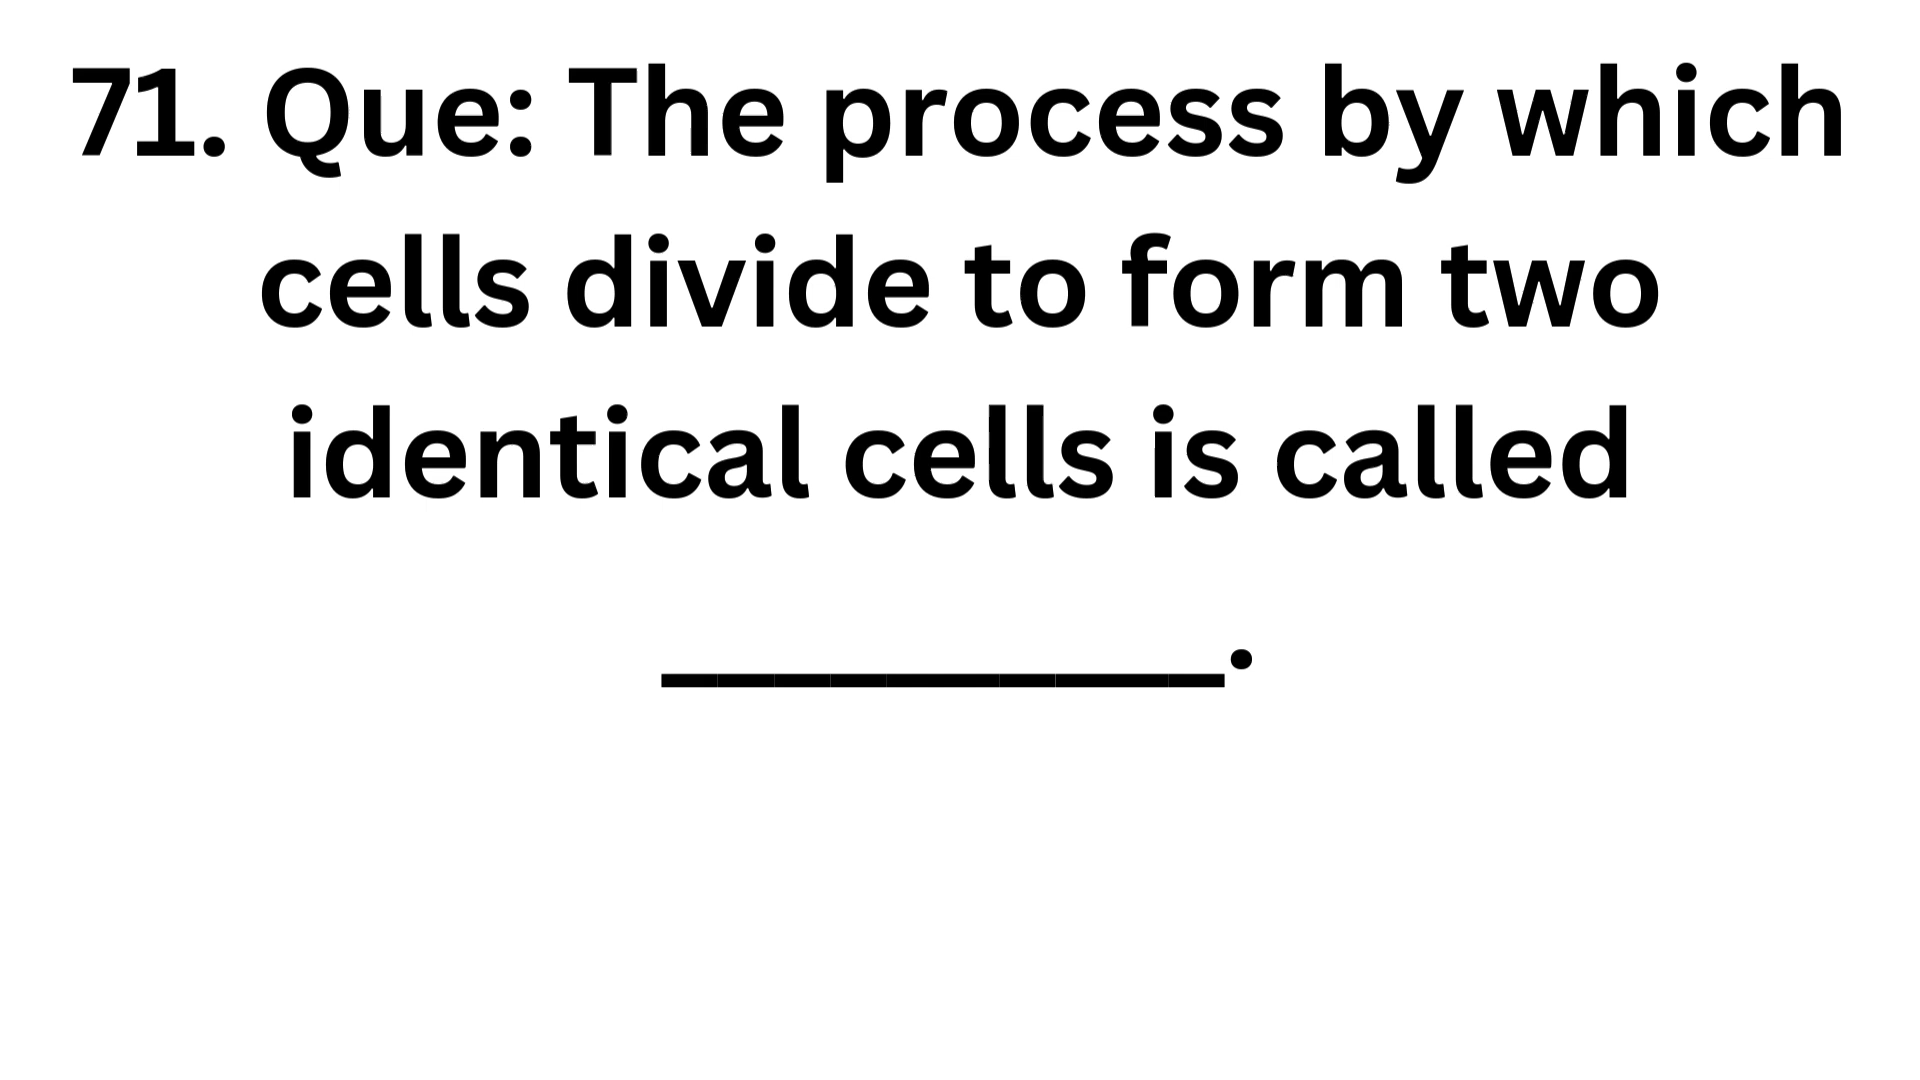 71. Que: The process by which
cells divide to form two
identical cells is called
__________.